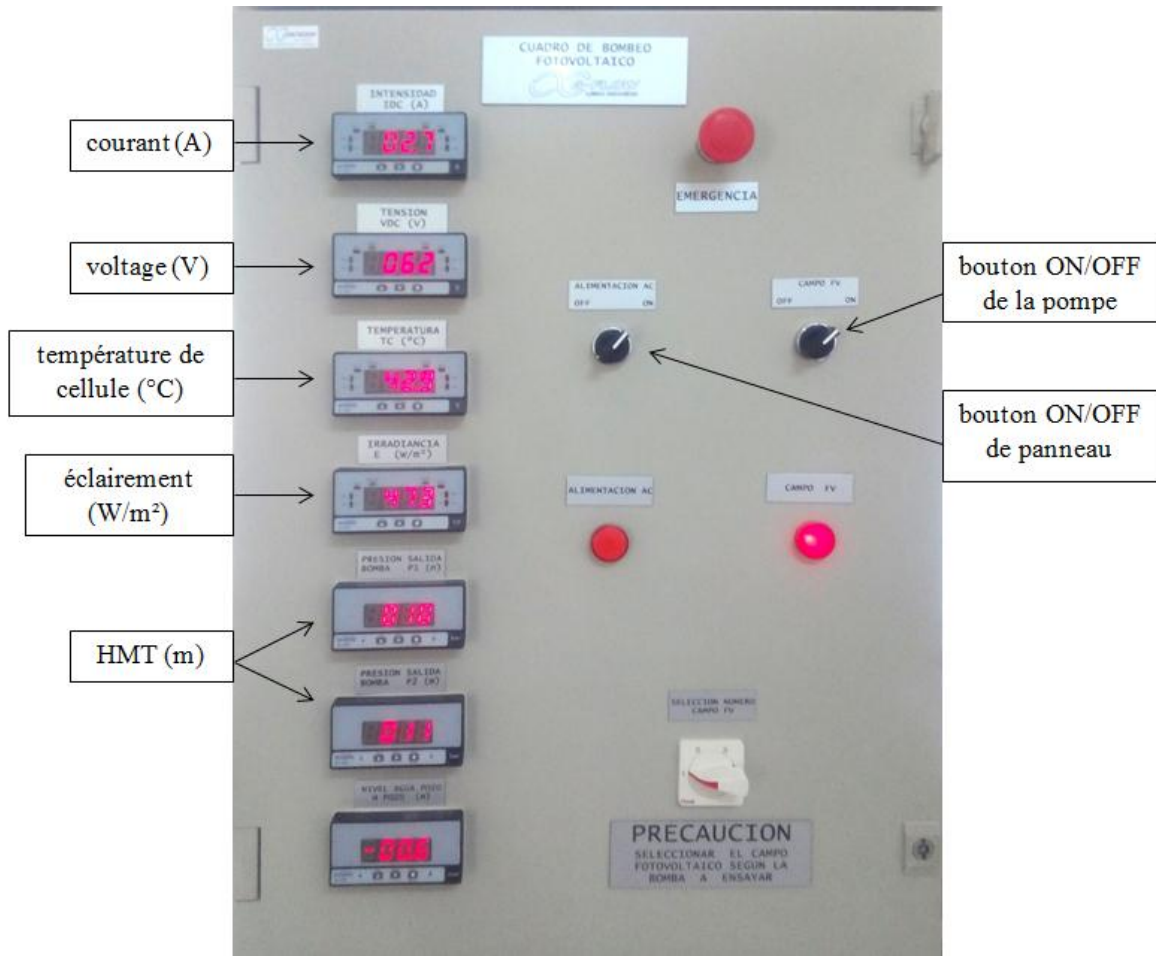 CUADRO DE BOMBEO
FOTOVOLTAICO
INTENSIDAD
IDC (A)
courant (A)
EMERGENCIA
TENSION
VDC (V)
voltage (V)
062
bouton ON/OFF
de la pompe
ALIMENTACION AC
OFF ON
CAMPO FV
OFF ON
TEMPERATURA
TC (°C)
température de
cellule (°C)
bouton ON/OFF
de panneau
IRRADIANCIA
E (W/m²)
éclairement
(W/m²)
ALIMENTACION AC
CAMPO FV
PRESION SALIDA
BOMBA P1 (m)
HMT (m)
PRESION SALIDA
BOMBA P2 (m)
SELECCION NUMERO
CAMPO FV
011
NIVEL AGUA POZO
PRECAUCION
SELECCIONAR EL CAMPO
FOTOVOLTAICO SEGUN LA
BOMBA A ENSAYAR